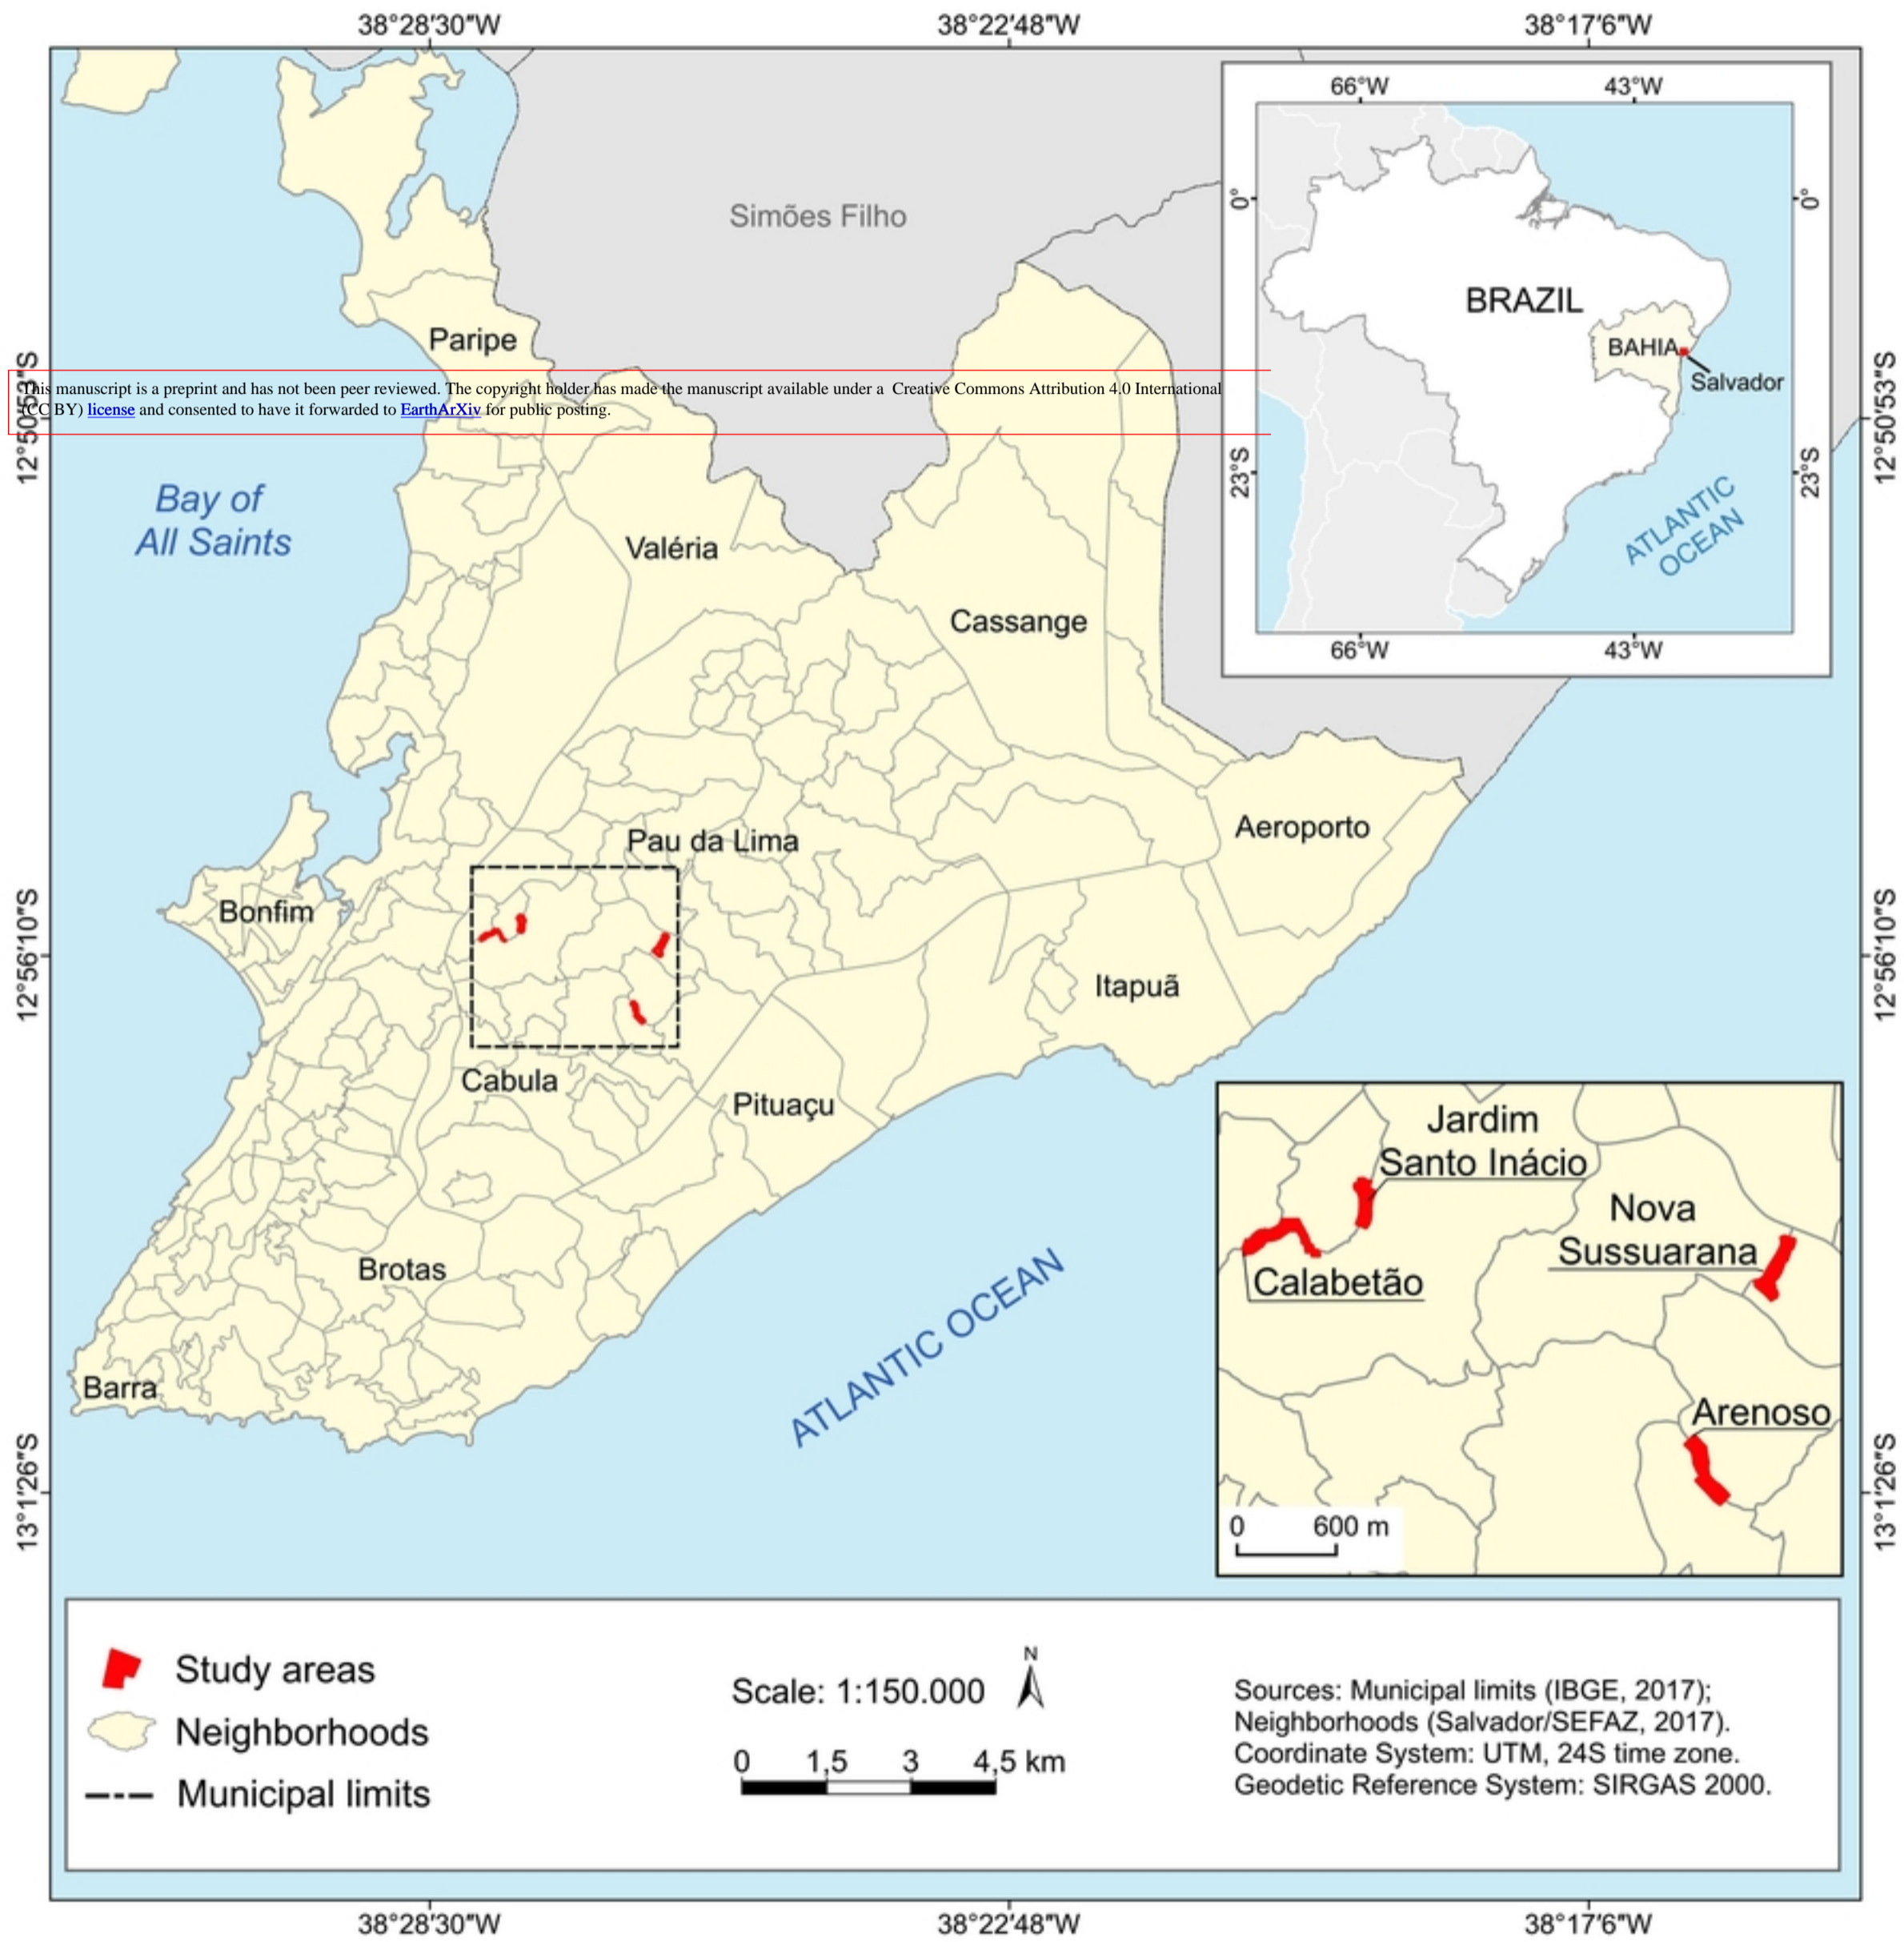 38°28'30"W
38°22'48"W
38°17'6"W
66°W
43°W
0°
0°
Simões Filho
BRAZIL
BAHIA
Salvador
Paripe
12°50'53"S
12°50'53"S
This manuscript is a preprint and has not been peer reviewed. The copyright holder has made the manuscript available under a Creative Commons Attribution 4.0 International
(CC BY) license and consented to have it forwarded to EarthArXiv for public posting.
23°S
23°S
Bay of
All Saints
ATLANTIC
OCEAN
Valéria
Cassange
66°W
43°W
Pau da Lima
Aeroporto
Bonfim
12°56'10"S
12°56'10"S
Itapuã
Cabula
Pituaçu
Jardim
Santo Inácio
Nova
Sussuarana
Calabetão
Brotas
ATLANTIC OCEAN
Barra
Arenoso
13°1'26"S
13°1'26"S
0 600 m
Study areas
Neighborhoods
Municipal limits
N
Scale: 1:150.000
0 1,5 3 4,5 km
Sources: Municipal limits (IBGE, 2017);
Neighborhoods (Salvador/SEFAZ, 2017).
Coordinate System: UTM, 24S time zone.
Geodetic Reference System: SIRGAS 2000.
38°28'30"W
38°22'48"W
38°17'6"W